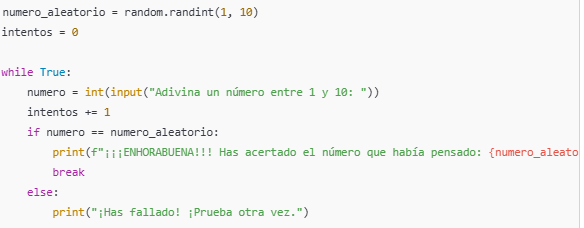 numero_aleatorio = random.randint(1, 10)
intentos = 0
while True:
numero = int(input("Adivina un número entre 1 y 10: "))
intentos += 1
if numero == numero_aleatorio:
print(f"¡¡¡ENHORABUENA!!! Has acertado el número que había pensado: {numero_aleato
break
else:
print("¡Has fallado! ¡Prueba otra vez.")